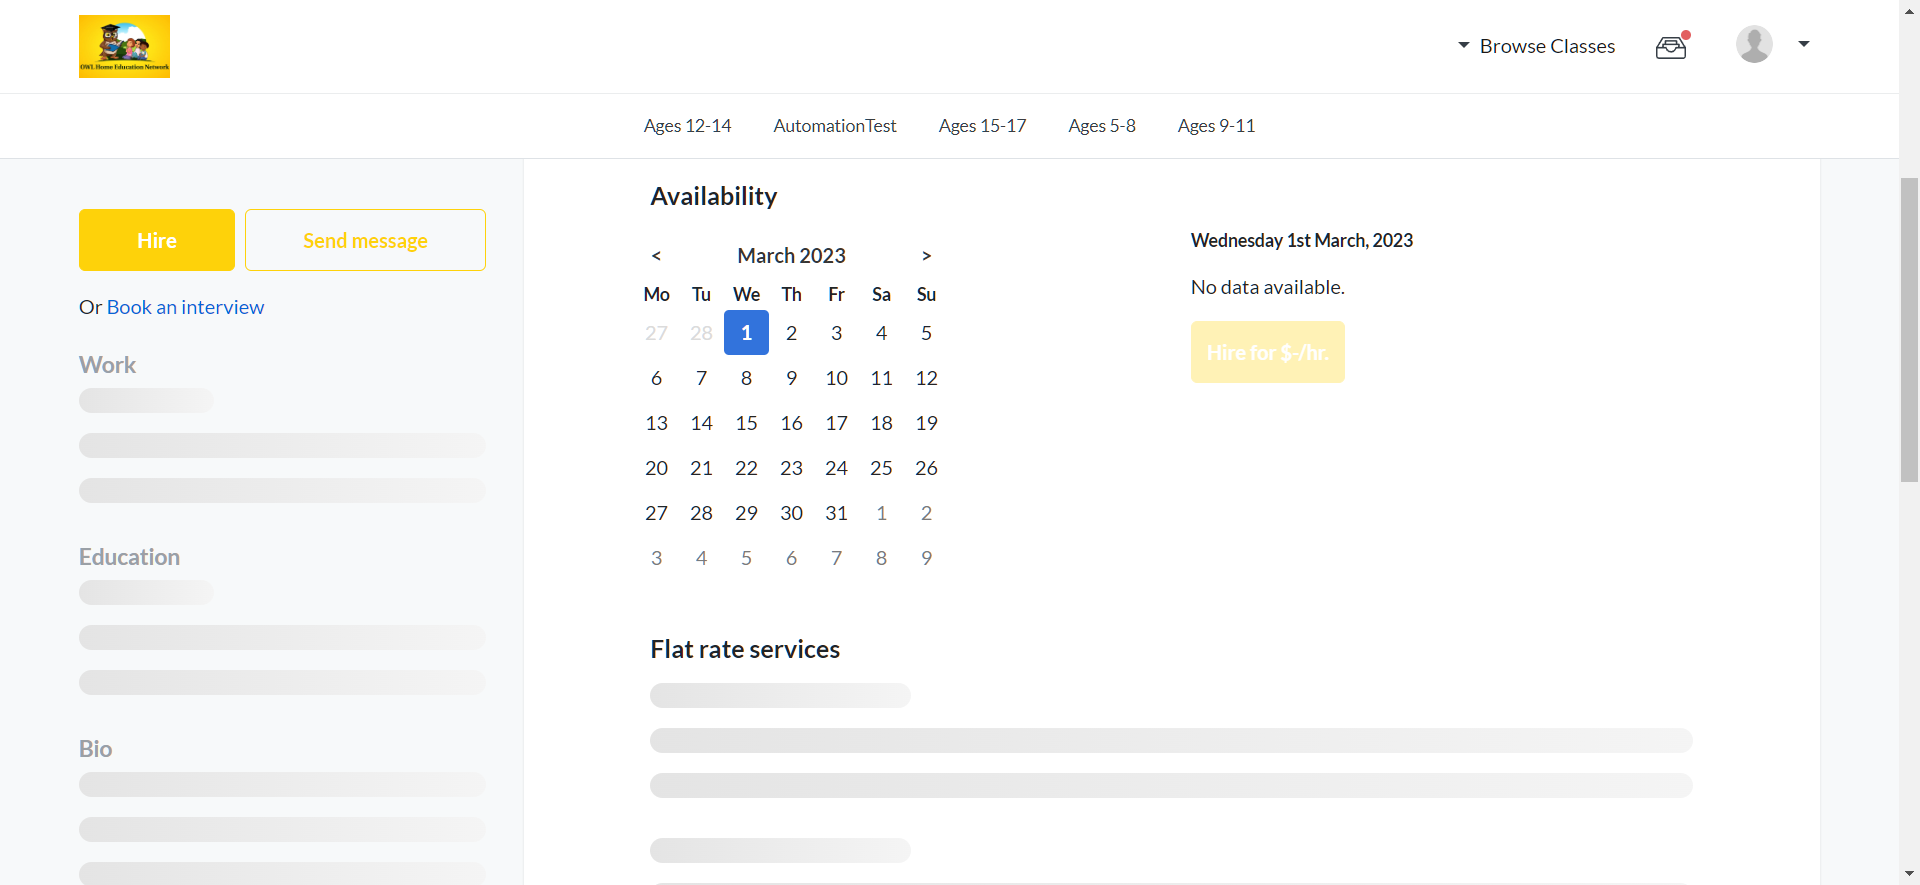 OWL Home Education Network
Browse Classes
Ages 12-14 AutomationTest Ages 15-17 Ages 5-8 Ages 9-11
Hire Send message
Or Book an interview
Work
Education
Bio
Availability
< March 2023 >
Mo Tu We Th Fr Sa Su
27 28 1 2 3 4 5
6 7 8 9 10 11 12
13 14 15 16 17 18 19
20 21 22 23 24 25 26
27 28 29 30 31 1 2
3 4 5 6 7 8 9
Wednesday 1st March, 2023
No data available.
Hire for $-/hr.
Flat rate services